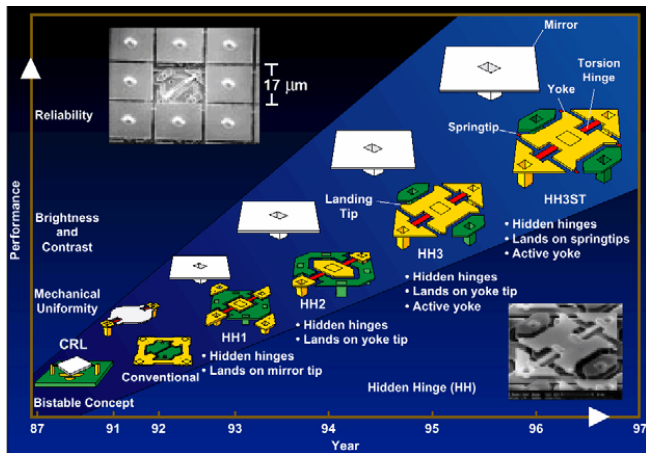 Mirror
Torsion
Hinge
Yoke
17 μm
Reliability
Springtip
Landing
Tip
HH3ST
• Hidden hinges
• Lands on springtips
• Active yoke
Performance
Brightness
and
Contrast
HH3
• Hidden hinges
• Lands on yoke tip
• Active yoke
Mechanical
Uniformity
HH2
• Hidden hinges
• Lands on yoke tip
HH1
• Hidden hinges
• Lands on mirror tip
CRL
Conventional
Hidden Hinge (HH)
Bistable Concept
87 91 92 93 94 95 96 97
Year